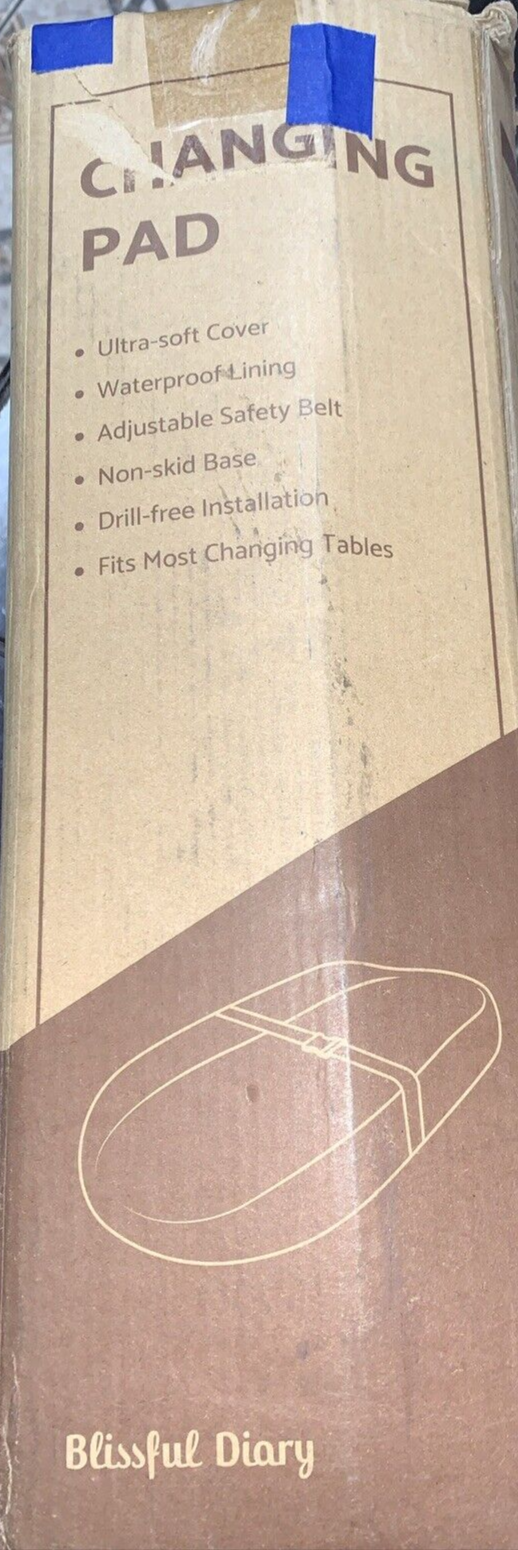 CHANGING
PAD
• Ultra-soft Cover
• Waterproof Lining
• Adjustable Safety Belt
• Non-skid Base
• Drill-free Installation
• Fits Most Changing Tables
Blissful Diary